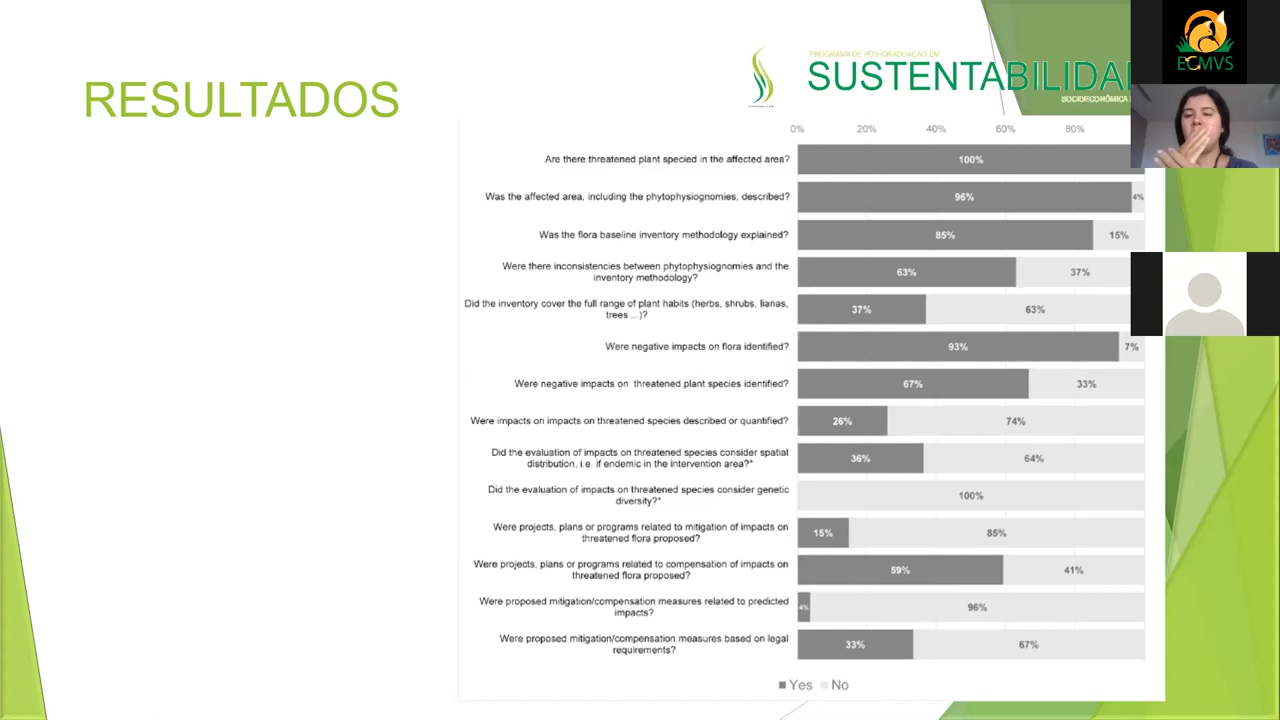 RESULTADOS
PROGRAMA DE PÓS-GRADUAÇÃO EM
SUSTENTABILIDA
SOCIOECONÔMICA
ECMVS
0% 20% 40% 60% 80%
Are there threatened plant specied in the affected area? 100%
Was the affected area, including the phytophysiognomies, described? 96% 4%
Was the flora baseline inventory methodology explained? 85% 15%
Were there inconsistencies between phytophysiognomies and the
inventory methodology? 63% 37%
Did the inventory cover the full range of plant habits (herbs, shrubs, lianas,
trees ...)? 37% 63%
Were negative impacts on flora identified? 93% 7%
Were negative impacts on threatened plant species identified? 67% 33%
Were impacts on impacts on threatened species described or quantified? 26% 74%
Did the evaluation of impacts on threatened species consider spatial
distribution, i.e. if endemic in the intervention area?* 36% 64%
Did the evaluation of impacts on threatened species consider genetic
diversity?* 100%
Were projects, plans or programs related to mitigation of impacts on
threatened flora proposed? 15% 85%
Were projects, plans or programs related to compensation of impacts on
threatened flora proposed? 59% 41%
Were proposed mitigation/compensation measures related to predicted
impacts? 4% 96%
Were proposed mitigation/compensation measures based on legal
requirements? 33% 67%
Yes No